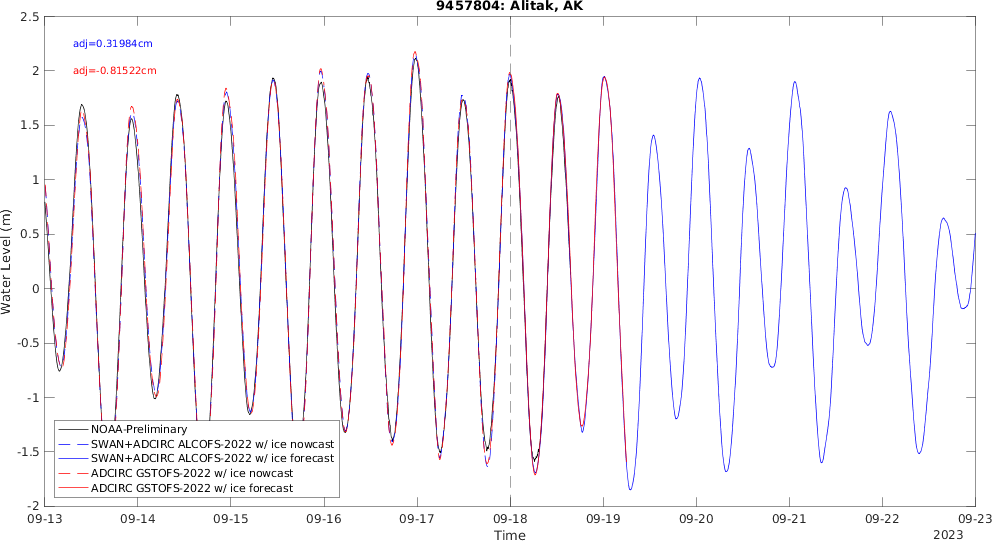 9457804: Alitak, AK
adj=0.31984cm
adj=-0.81522cm
2.5
2
1.5
1
0.5
0
-0.5
-1
-1.5
-2
Water Level (m)
NOAA-Preliminary
SWAN+ADCIRC ALCOFS-2022 w/ ice nowcast
SWAN+ADCIRC ALCOFS-2022 w/ ice forecast
ADCIRC GSTOFS-2022 w/ ice nowcast
ADCIRC GSTOFS-2022 w/ ice forecast
09-13 09-14 09-15 09-16 09-17 09-18 09-19 09-20 09-21 09-22 09-23
Time
2023